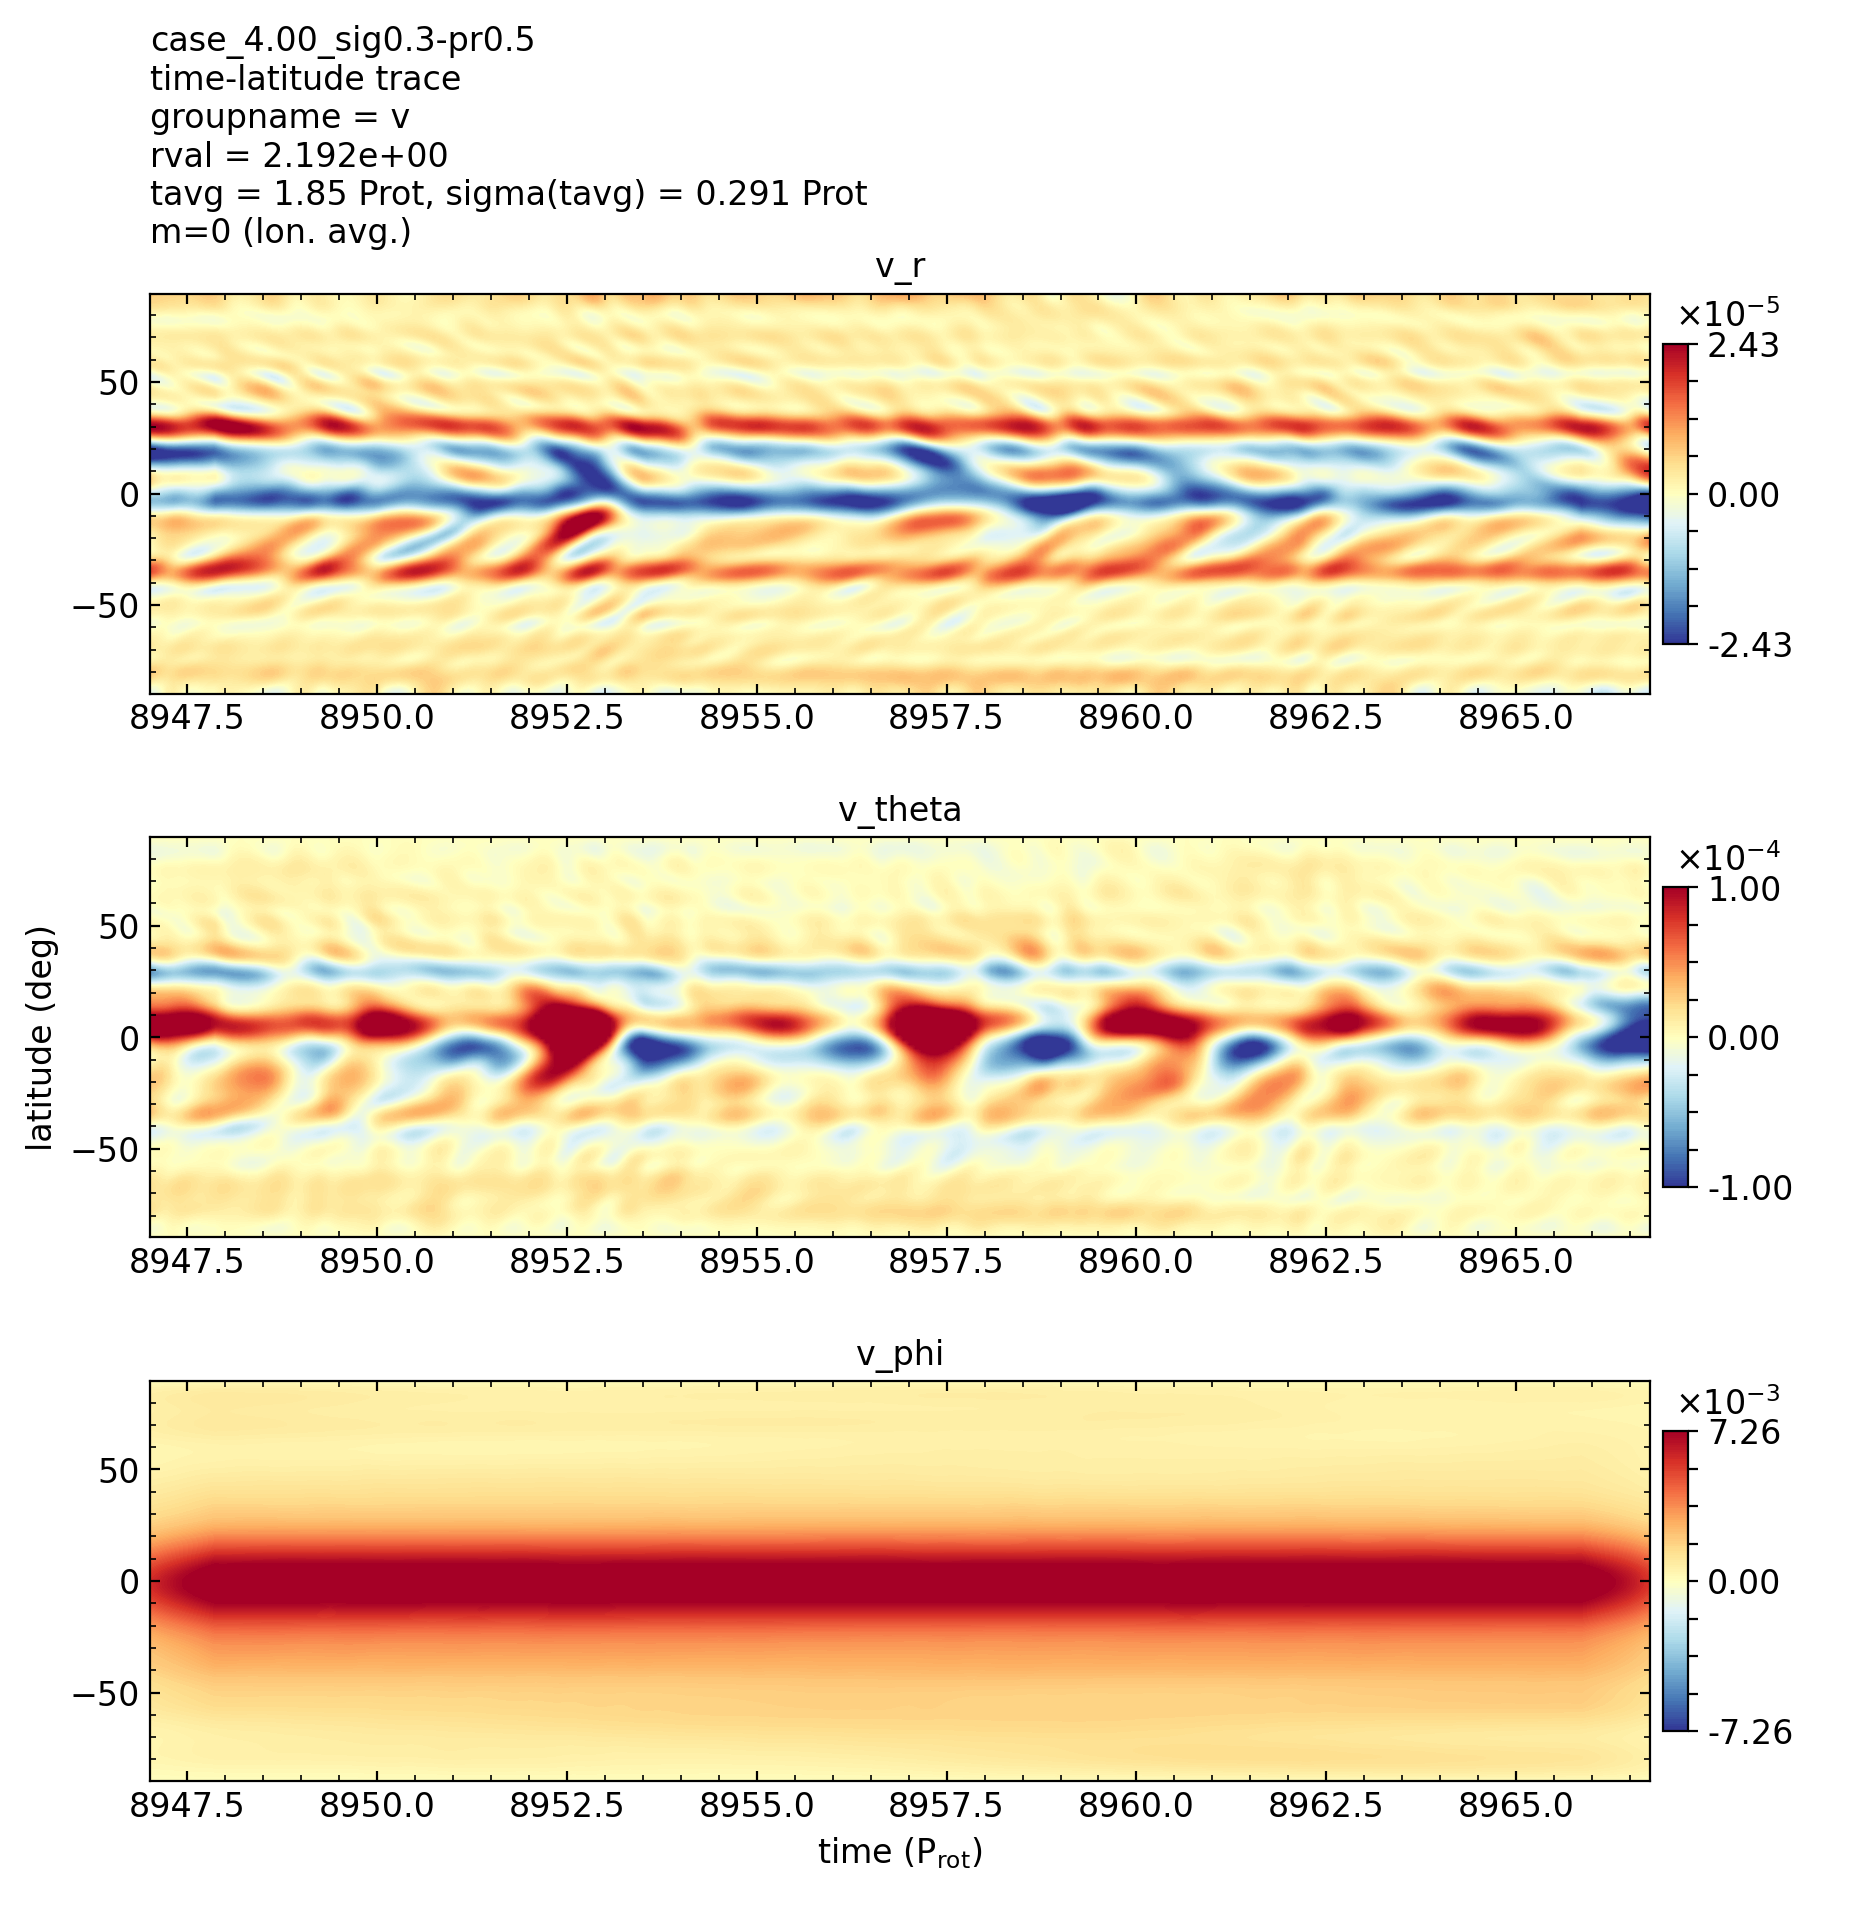 case_4.00_sig0.3-pr0.5
time-latitude trace
groupname = v
rval = 2.192e+00
tavg = 1.85 Prot, sigma(tavg) = 0.291 Prot
m=0 (lon. avg.)
v_r
×10⁻⁵
2.43
0.00
-2.43
50
0
−50
8947.5 8950.0 8952.5 8955.0 8957.5 8960.0 8962.5 8965.0
v_theta
×10⁻⁴
1.00
0.00
-1.00
50
0
−50
latitude (deg)
8947.5 8950.0 8952.5 8955.0 8957.5 8960.0 8962.5 8965.0
v_phi
×10⁻³
7.26
0.00
-7.26
50
0
−50
8947.5 8950.0 8952.5 8955.0 8957.5 8960.0 8962.5 8965.0
time (P_rot)